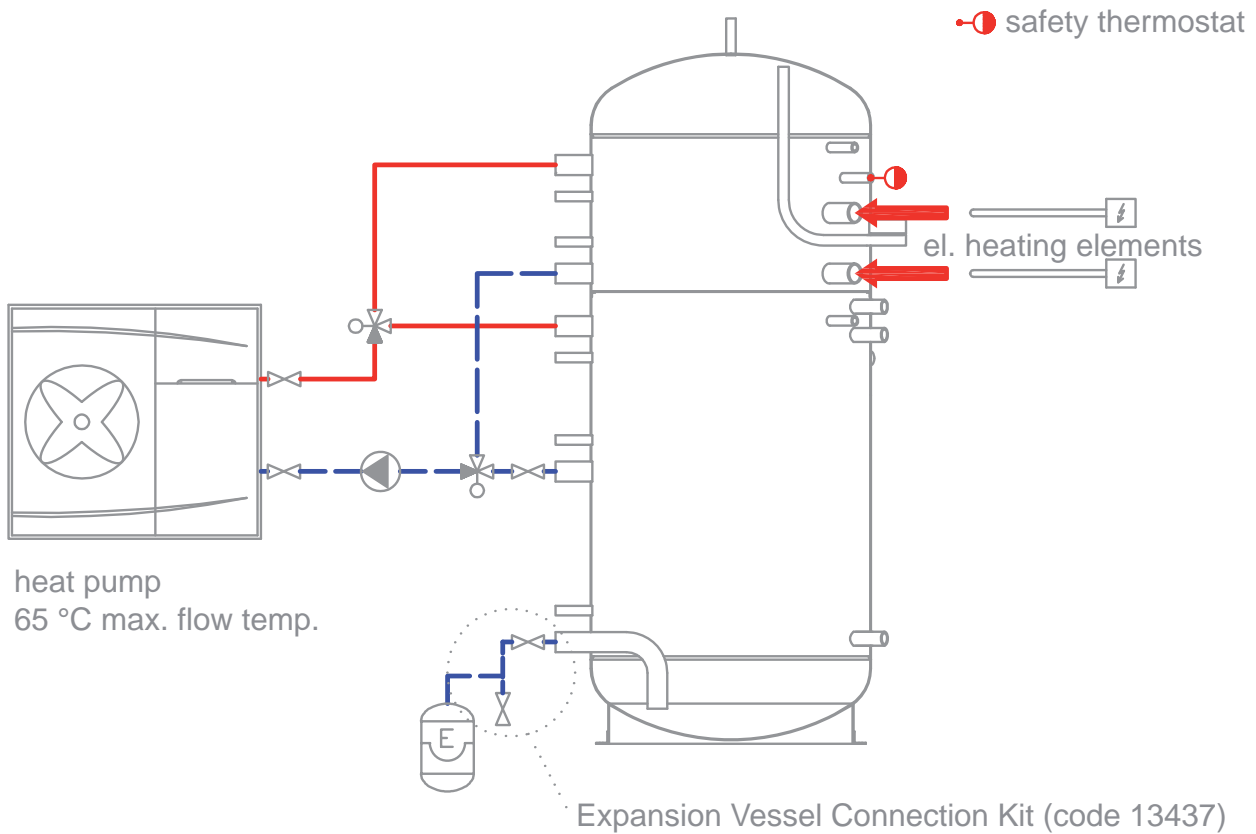 safety thermostat
el. heating elements
heat pump
65 °C max. flow temp.
E
Expansion Vessel Connection Kit (code 13437)